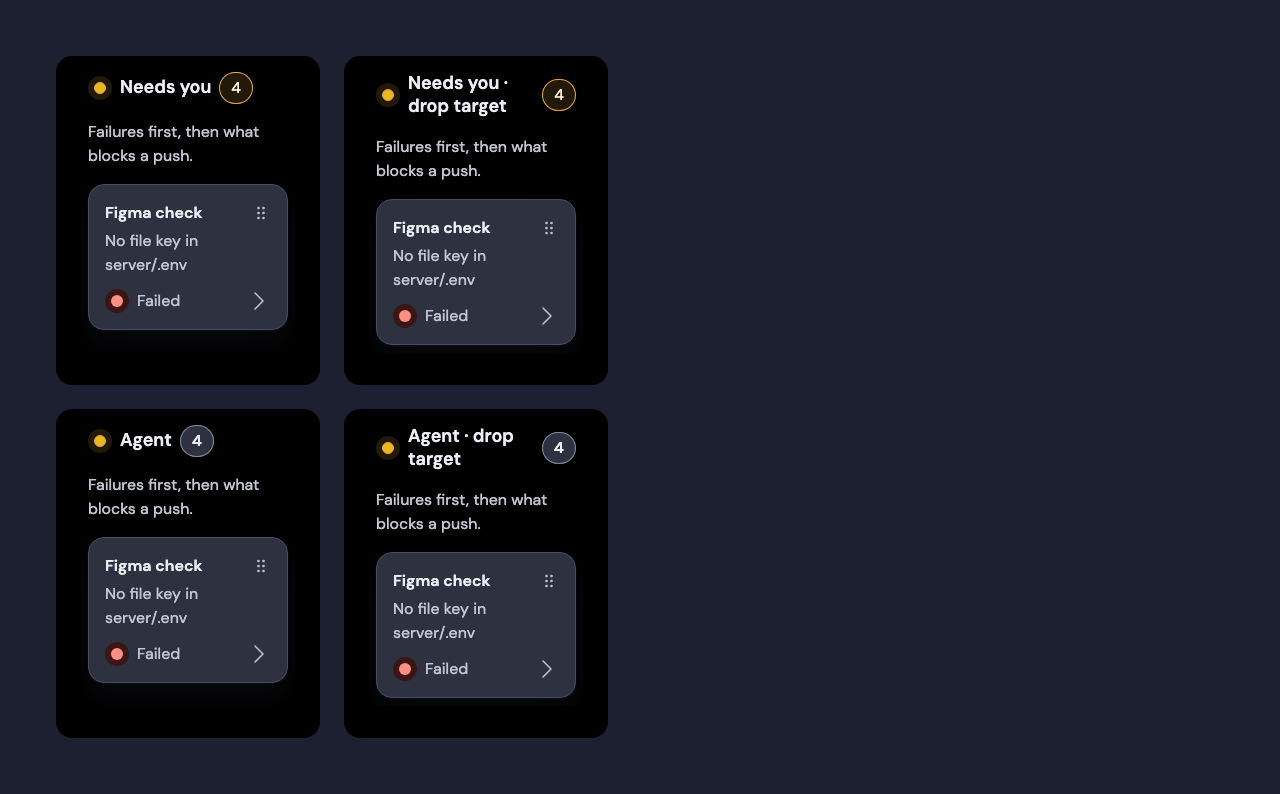 Needs you 4
Failures first, then what
blocks a push.
Figma check
No file key in
server/.env
Failed
Needs you ·
drop target
4
Failures first, then what
blocks a push.
Figma check
No file key in
server/.env
Failed
Agent 4
Failures first, then what
blocks a push.
Figma check
No file key in
server/.env
Failed
Agent · drop
target
4
Failures first, then what
blocks a push.
Figma check
No file key in
server/.env
Failed